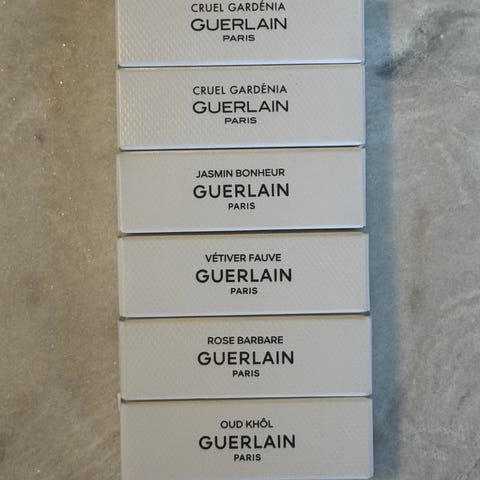 CRUEL GARDÉNIA
GUERLAIN
PARIS
CRUEL GARDÉNIA
GUERLAIN
PARIS
JASMIN BONHEUR
GUERLAIN
PARIS
VÉTIVER FAUVE
GUERLAIN
PARIS
ROSE BARBARE
GUERLAIN
PARIS
OUD KHÔL
GUERLAIN
PARIS